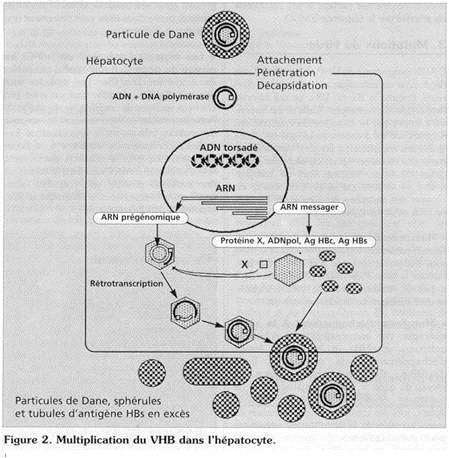 Particule de Dane
Hépatocyte
Attachement
Pénétration
Décapsidation
ADN + DNA polymérase
ADN torsadé
ARN
ARN prégénomique
ARN messager
Protéine X, ADNpol, Ag HBc, Ag HBs
X
Rétrotranscription
Particules de Dane, sphérules
et tubules d'antigène HBs en excès
Figure 2. Multiplication du VHB dans l'hépatocyte.